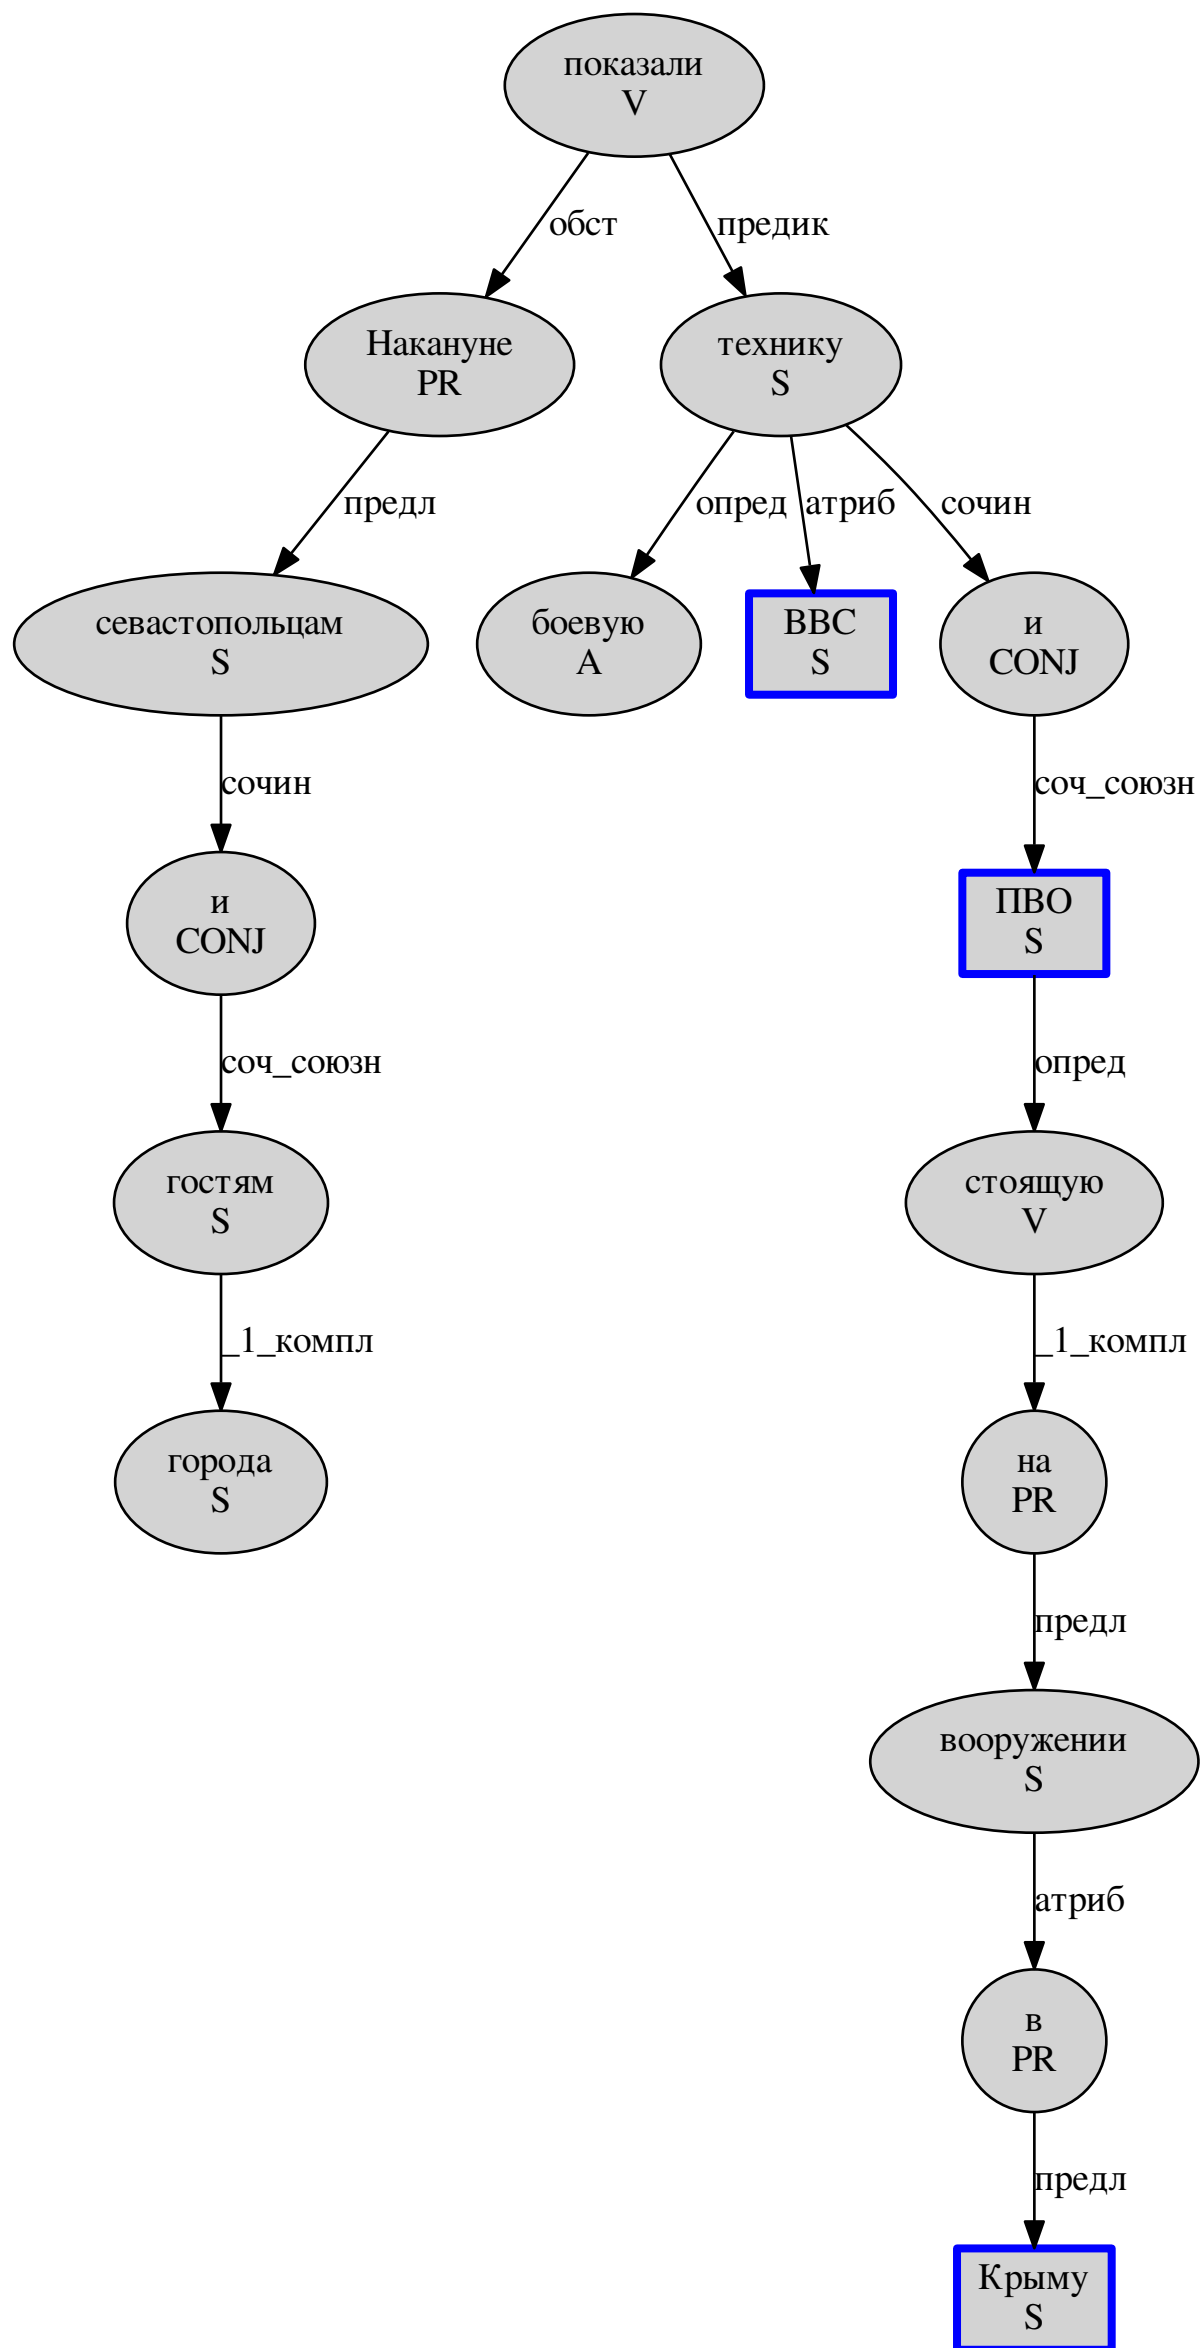 показали
V
обст
предик
Накануне
PR
технику
S
предл
опред
атриб
сочин
севастопольцам
S
боевую
A
ВВС
S
и
CONJ
сочин
соч_союзн
и
CONJ
ПВО
S
соч_союзн
опред
гостям
S
стоящую
V
_1_компл
_1_компл
города
S
на
PR
предл
вооружении
S
атриб
в
PR
предл
Крыму
S